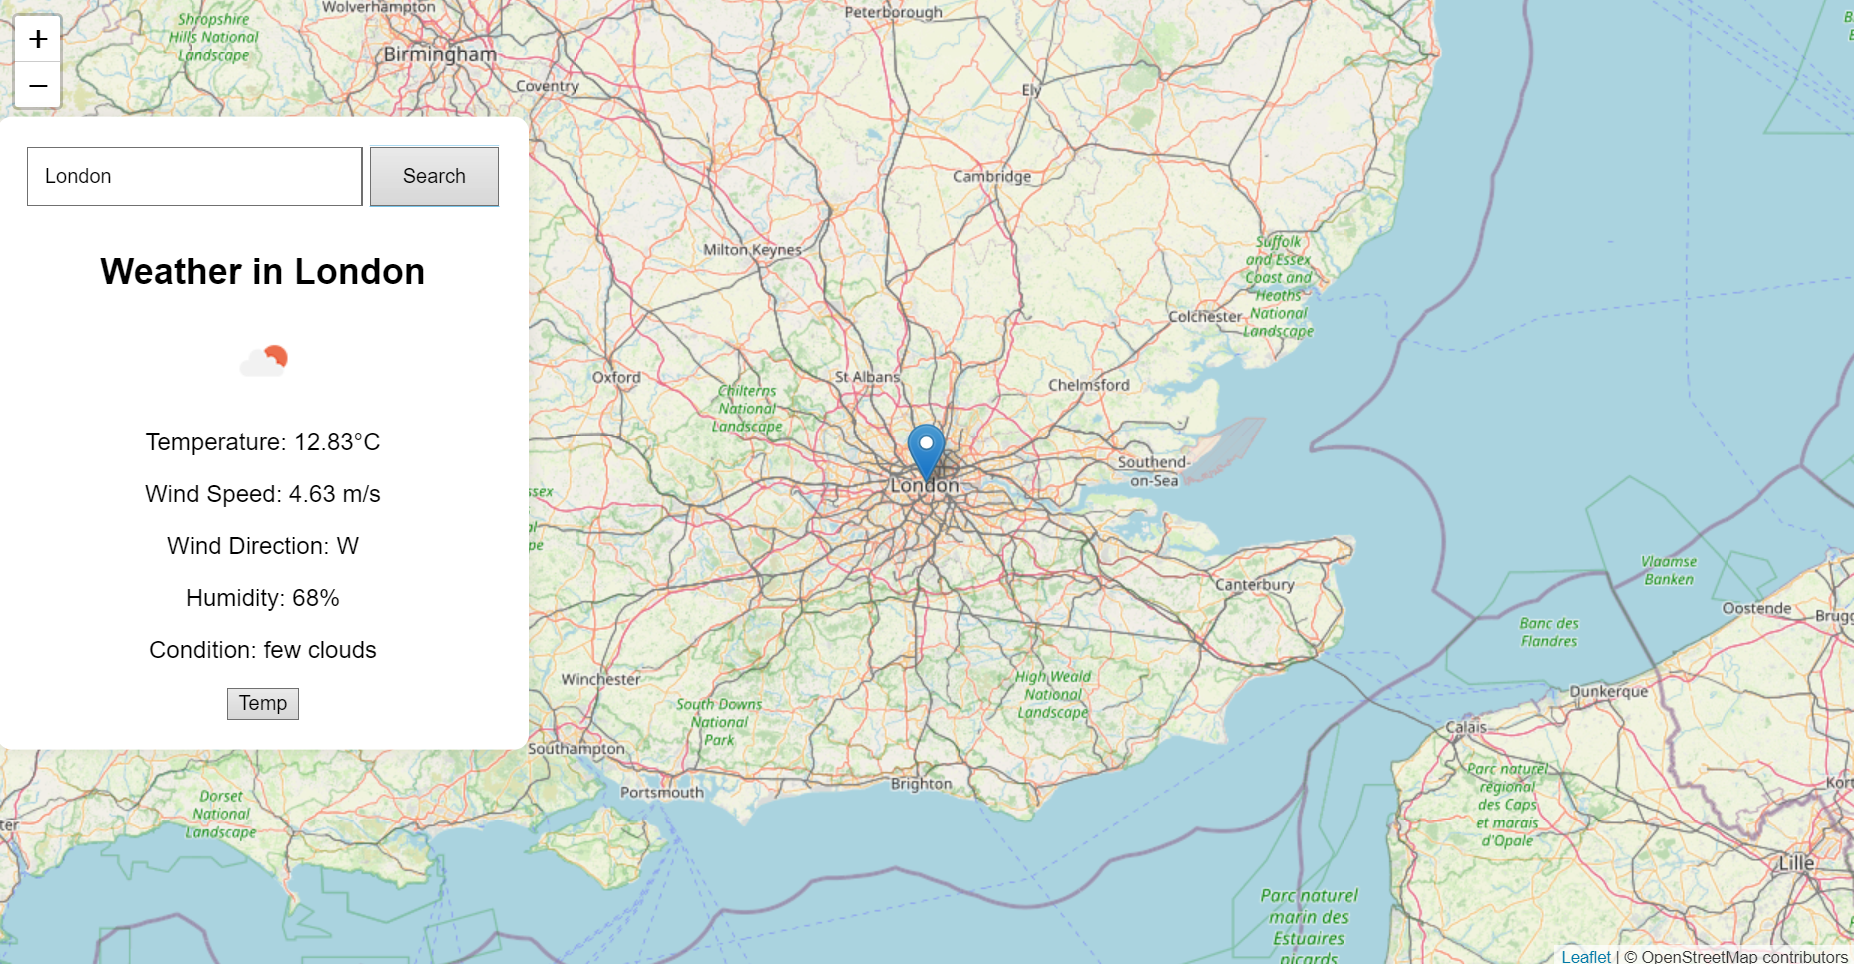 +
−
London
Search
Weather in London
Temperature: 12.83°C
Wind Speed: 4.63 m/s
Wind Direction: W
Humidity: 68%
Condition: few clouds
Temp
Shropshire
Hills National
Landscape
Wolverhampton
Birmingham
Coventry
Peterborough
Ely
Cambridge
Milton Keynes
Suffolk
and Essex
Coast and
Heaths
National
Landscape
Colchester
Oxford
St Albans
Chelmsford
Chilterns
National
Landscape
London
Southend-
on-Sea
Canterbury
Vlaamse
Banken
Oostende
Brugg
Banc des
Flandres
Winchester
High Weald
National
Landscape
South Downs
National
Park
Dunkerque
Calais
Southampton
Portsmouth
Brighton
Parc naturel
régional
des Caps
et marais
d'Opale
Kort
Dorset
National
Landscape
ter
Lille
Parc naturel
marin des
Estuaires
picards
Leaflet | © OpenStreetMap contributors